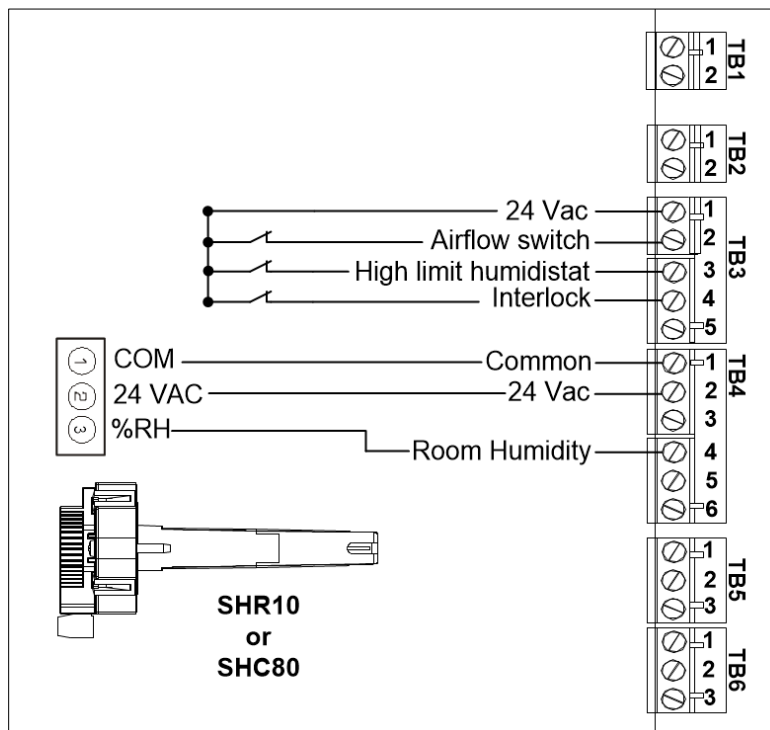 1
2
TB1
1
2
TB2
24 Vac
1
Airflow switch
2
High limit humidistat
3
Interlock
4
5
TB3
1 COM
Common
1
2 24 VAC
24 Vac
2
3 %RH
3
Room Humidity
4
5
6
TB4
SHR10
or
SHC80
1
2
3
TB5
1
2
3
TB6